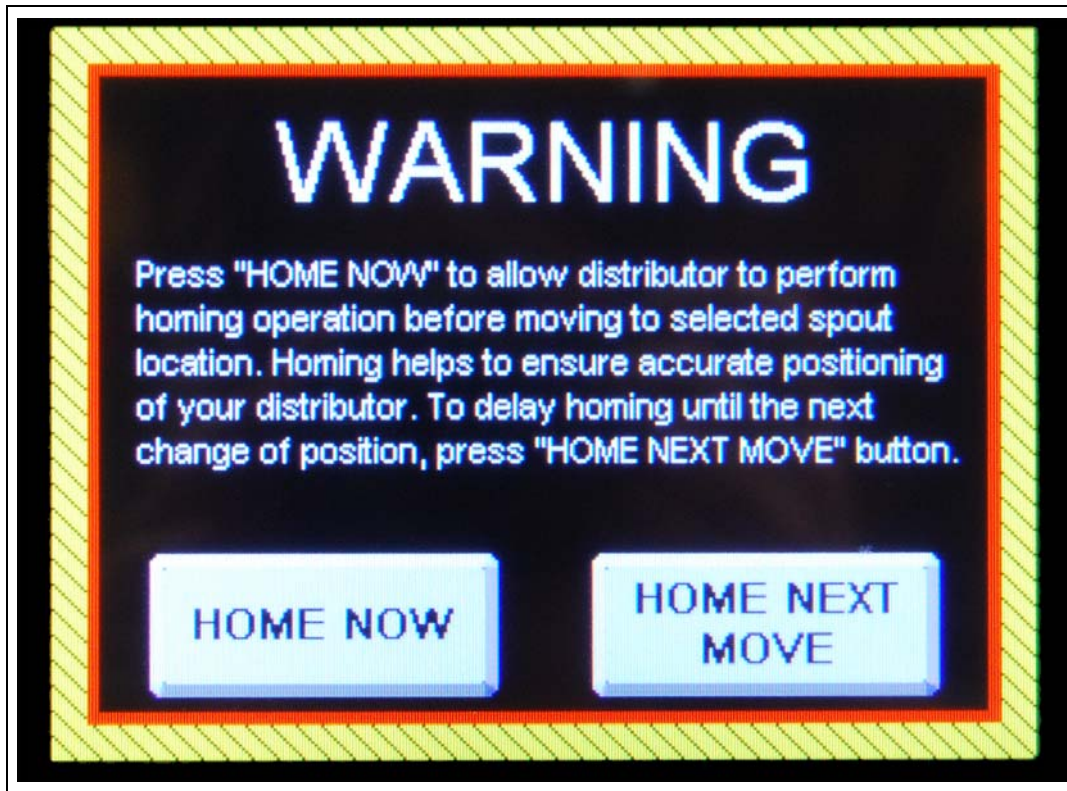 WARNING
Press "HOME NOW" to allow distributor to perform
homing operation before moving to selected spout
location. Homing helps to ensure accurate positioning
of your distributor. To delay homing until the next
change of position, press "HOME NEXT MOVE" button.
HOME NOW
HOME NEXT
MOVE